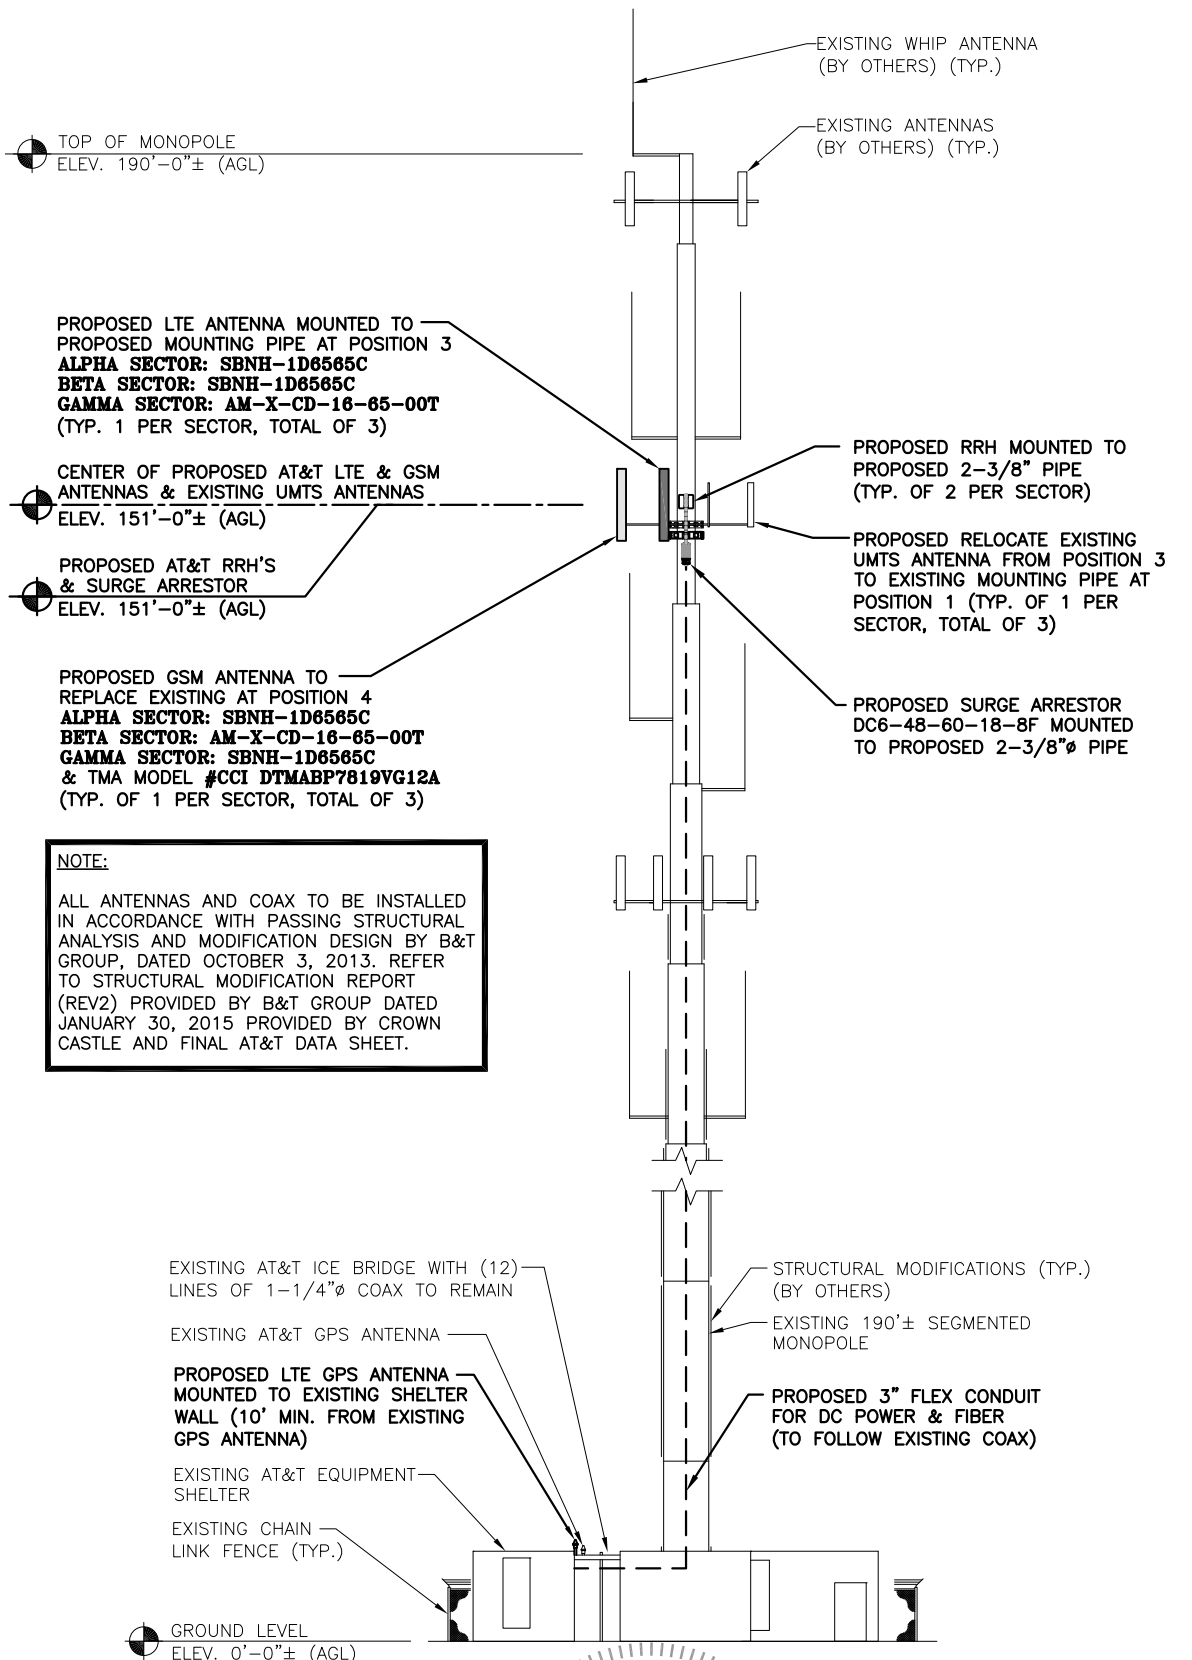 EXISTING WHIP ANTENNA
(BY OTHERS) (TYP.)
EXISTING ANTENNAS
(BY OTHERS) (TYP.)
TOP OF MONOPOLE
ELEV. 190'-0"± (AGL)
PROPOSED LTE ANTENNA MOUNTED TO
PROPOSED MOUNTING PIPE AT POSITION 3
ALPHA SECTOR: SBNH-1D6565C
BETA SECTOR: SBNH-1D6565C
GAMMA SECTOR: AM-X-CD-16-65-00T
(TYP. 1 PER SECTOR, TOTAL OF 3)
CENTER OF PROPOSED AT&T LTE & GSM
ANTENNAS & EXISTING UMTS ANTENNAS
ELEV. 151'-0"± (AGL)
PROPOSED AT&T RRH'S
& SURGE ARRESTOR
ELEV. 151'-0"± (AGL)
PROPOSED RRH MOUNTED TO
PROPOSED 2-3/8" PIPE
(TYP. OF 2 PER SECTOR)
PROPOSED RELOCATE EXISTING
UMTS ANTENNA FROM POSITION 3
TO EXISTING MOUNTING PIPE AT
POSITION 1 (TYP. OF 1 PER
SECTOR, TOTAL OF 3)
PROPOSED GSM ANTENNA TO
REPLACE EXISTING AT POSITION 4
ALPHA SECTOR: SBNH-1D6565C
BETA SECTOR: AM-X-CD-16-65-00T
GAMMA SECTOR: SBNH-1D6565C
& TMA MODEL #CCI DTMABP7819VG12A
(TYP. OF 1 PER SECTOR, TOTAL OF 3)
PROPOSED SURGE ARRESTOR
DC6-48-60-18-8F MOUNTED
TO PROPOSED 2-3/8"ø PIPE
NOTE:
ALL ANTENNAS AND COAX TO BE INSTALLED
IN ACCORDANCE WITH PASSING STRUCTURAL
ANALYSIS AND MODIFICATION DESIGN BY B&T
GROUP, DATED OCTOBER 3, 2013. REFER
TO STRUCTURAL MODIFICATION REPORT
(REV2) PROVIDED BY B&T GROUP DATED
JANUARY 30, 2015 PROVIDED BY CROWN
CASTLE AND FINAL AT&T DATA SHEET.
EXISTING AT&T ICE BRIDGE WITH (12)
LINES OF 1-1/4"ø COAX TO REMAIN
EXISTING AT&T GPS ANTENNA
PROPOSED LTE GPS ANTENNA
MOUNTED TO EXISTING SHELTER
WALL (10' MIN. FROM EXISTING
GPS ANTENNA)
EXISTING AT&T EQUIPMENT
SHELTER
EXISTING CHAIN
LINK FENCE (TYP.)
STRUCTURAL MODIFICATIONS (TYP.)
(BY OTHERS)
EXISTING 190'± SEGMENTED
MONOPOLE
PROPOSED 3" FLEX CONDUIT
FOR DC POWER & FIBER
(TO FOLLOW EXISTING COAX)
GROUND LEVEL
ELEV. 0'-0"± (AGL)